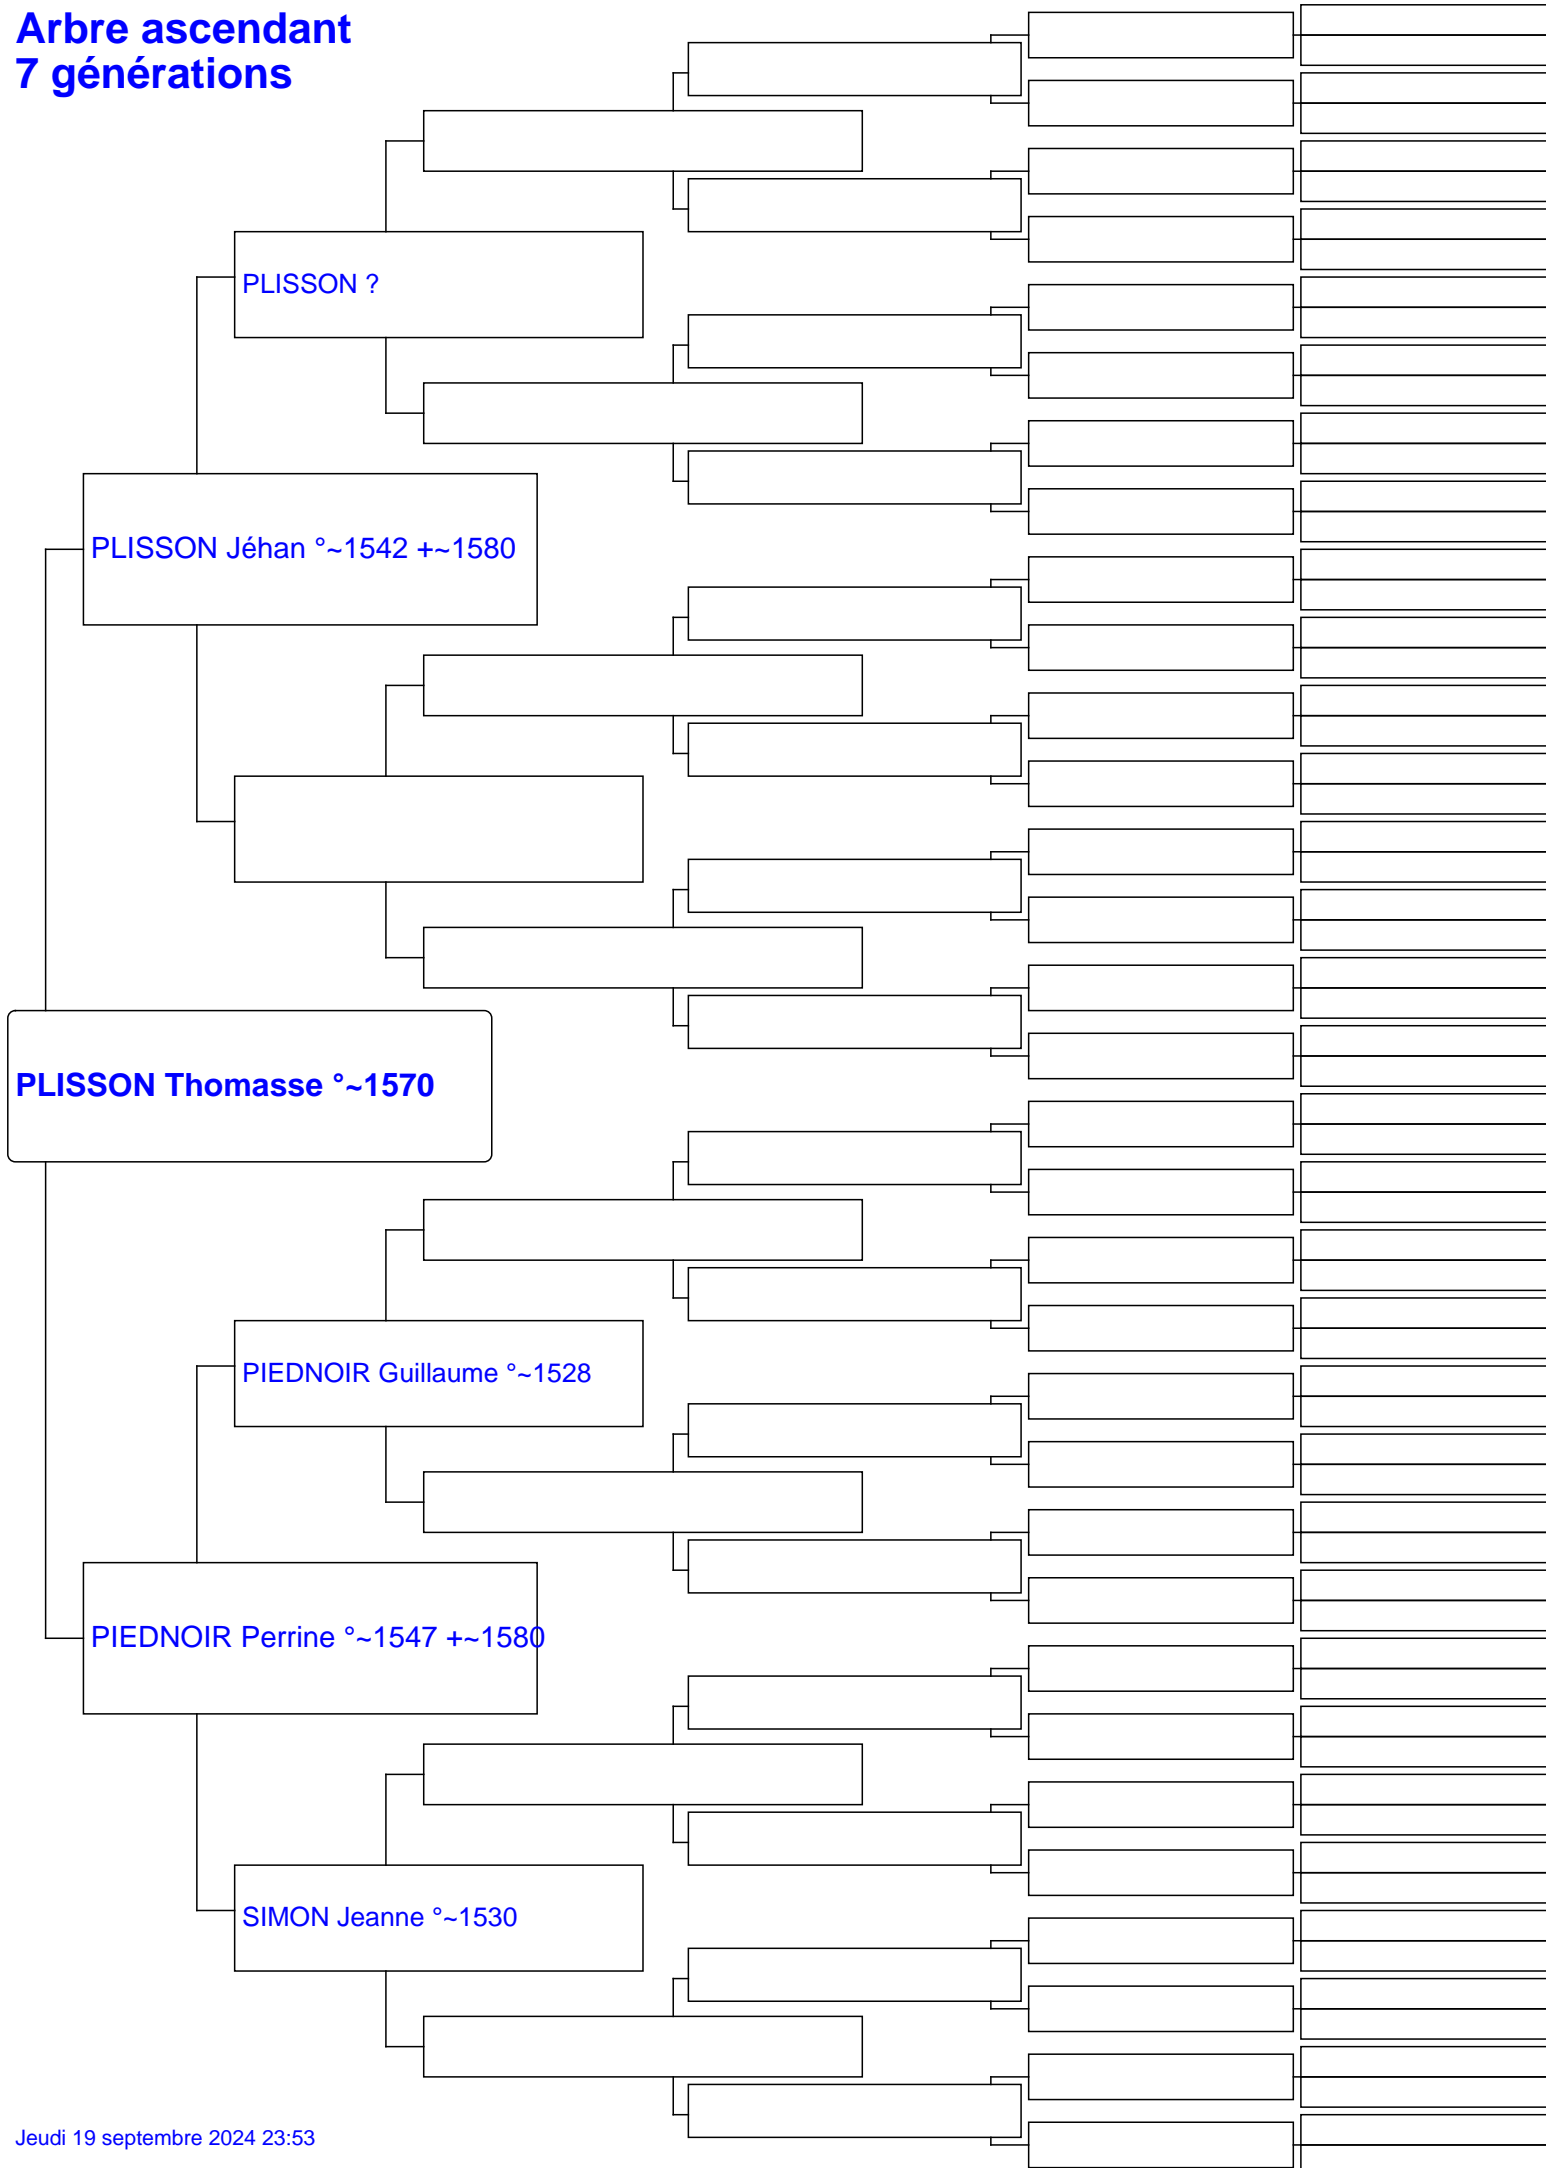 Arbre ascendant
7 générations
PLISSON ?
PLISSON Jéhan °~1542 +~1580
PLISSON Thomasse °~1570
PIEDNOIR Guillaume °~1528
PIEDNOIR Perrine °~1547 +~1580
SIMON Jeanne °~1530
Jeudi 19 septembre 2024 23:53